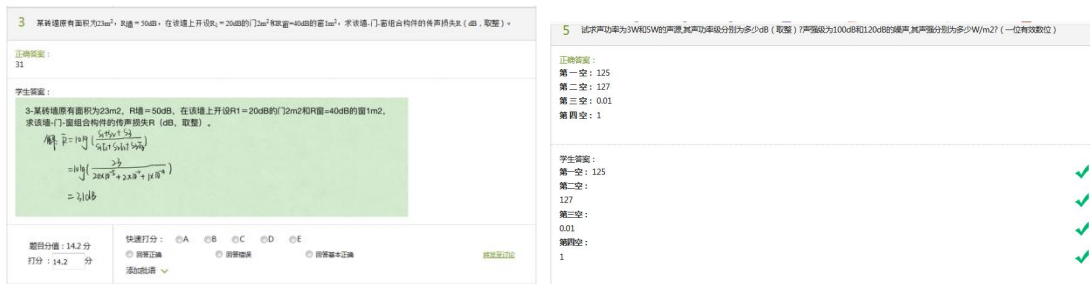 3 某砖墙原有面积为23m²，R墙＝50dB，在该墙上开设R₁＝20dB的门2m²和R窗=40dB的窗1m²，求该墙-门-窗组合构件的传声损失R（dB，取整）。
正确答案：
31
学生答案：
3-某砖墙原有面积为23m2，R墙＝50dB，在该墙上开设R1＝20dB的门2m2和R窗=40dB的窗1m2，
求该墙-门-窗组合构件的传声损失R（dB，取整）。
解: R̄=10lg(
=10lg( 23 / 20×10⁻⁵+2×10⁻²+1×10⁻⁴ )
= 31dB
题目分值：14.2 分
打分：14.2 分
快速打分： A B C D E
回答正确 回答错误 回答基本正确
添加批语
5 试求声功率为3W和5W的声源,其声功率级分别为多少dB（取整）?声强级为100dB和120dB的噪声,其声强分别为多少W/m2?（一位有效数位）
正确答案：
第一空：125
第二空：127
第三空：0.01
第四空：1
学生答案：
第一空：125
第二空：
127
第三空：
0.01
第四空：
1